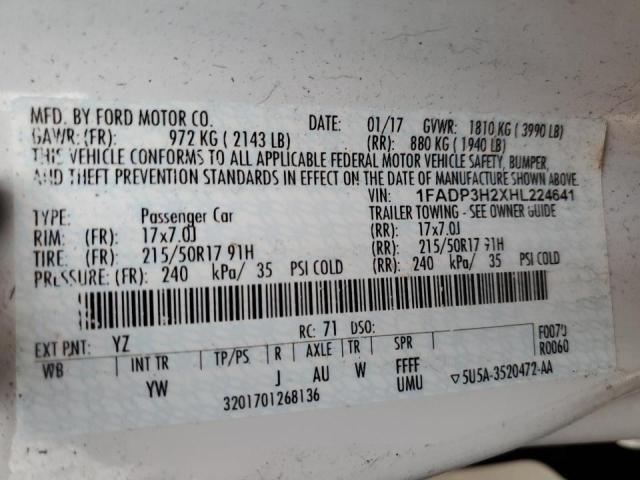 MFD. BY FORD MOTOR CO. DATE: 01/17 GVWR: 1810 KG ( 3990 LB)
GAWR: (FR): 972 KG ( 2143 LB) (RR): 880 KG ( 1940 LB)
THIS VEHICLE CONFORMS TO ALL APPLICABLE FEDERAL MOTOR VEHICLE SAFETY, BUMPER,
AND THEFT PREVENTION STANDARDS IN EFFECT ON THE DATE OF MANUFACTURE SHOWN ABOVE.
VIN: 1FADP3H2XHL224641
TYPE: Passenger Car TRAILER TOWING - SEE OWNER GUIDE
RIM: (FR): 17x7.0J (RR): 17x7.0J
TIRE: (FR): 215/50R17 91H (RR): 215/50R17 91H
PRESSURE: (FR): 240 kPa/ 35 PSI COLD (RR): 240 kPa/ 35 PSI COLD
EXT PNT: YZ RC: 71 DSO: F0070
R0060
WB INT TR TP/PS R AXLE TR SPR
YW J AU W FFFF
UMU
3201701268136 ▽5U5A-3520472-AA